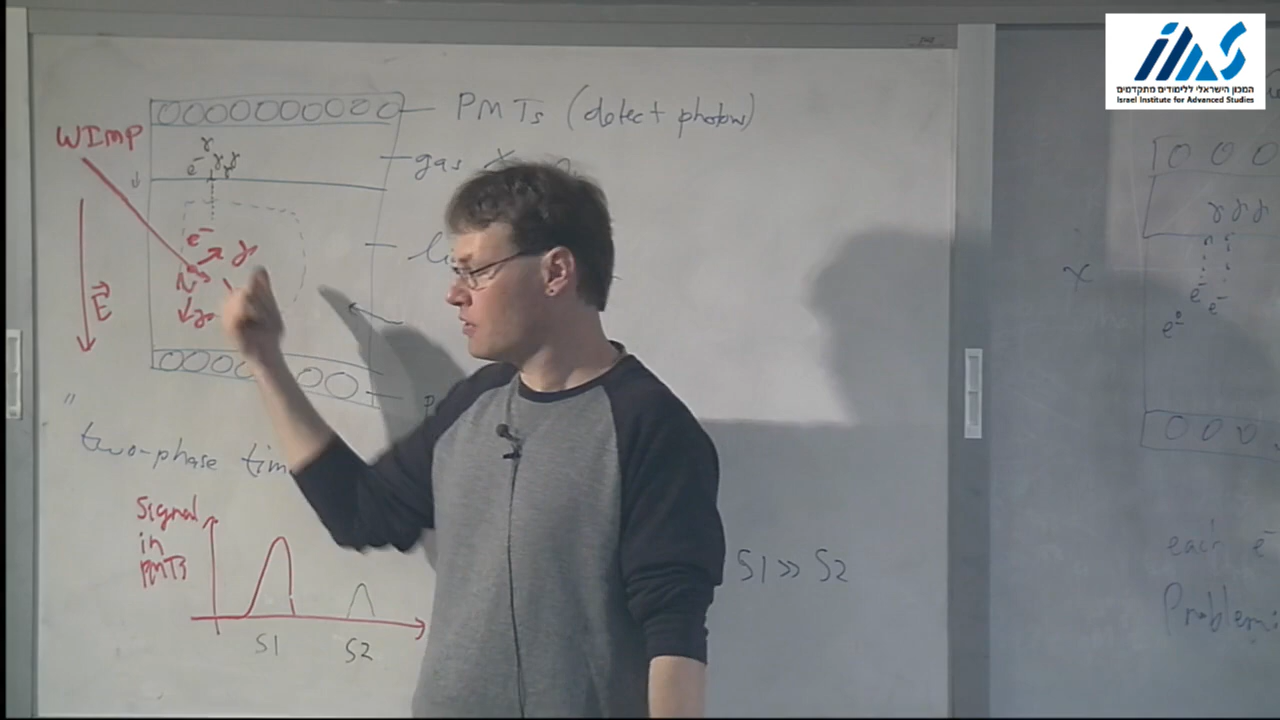 המכון הישראלי ללימודים מתקדמים
Israel Institute for Advanced Studies
PMTs (detect photons)
WIMP
γ
e⁻ γ γ γ
gas
e⁻ γ
γ
E
two-phase tim
Signal
in
PMTs
S1
S2
S1 >> S2
γ γ γ
e⁻
e⁻
e⁻
each e⁻
Problem: